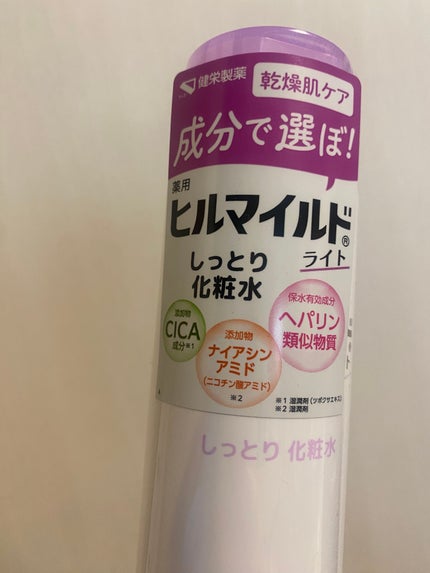 健栄製薬
乾燥肌ケア
成分で選ぼ!
薬用
ヒルマイルド®
ライト
しっとり
化粧水
添加物
CICA
成分※1
添加物
ナイアシン
アミド
(ニコチン酸アミド)
※2
保水有効成分
ヘパリン
類似物質
※1 湿潤剤(ツボクサエキス)
※2 湿潤剤
しっとり 化粧水